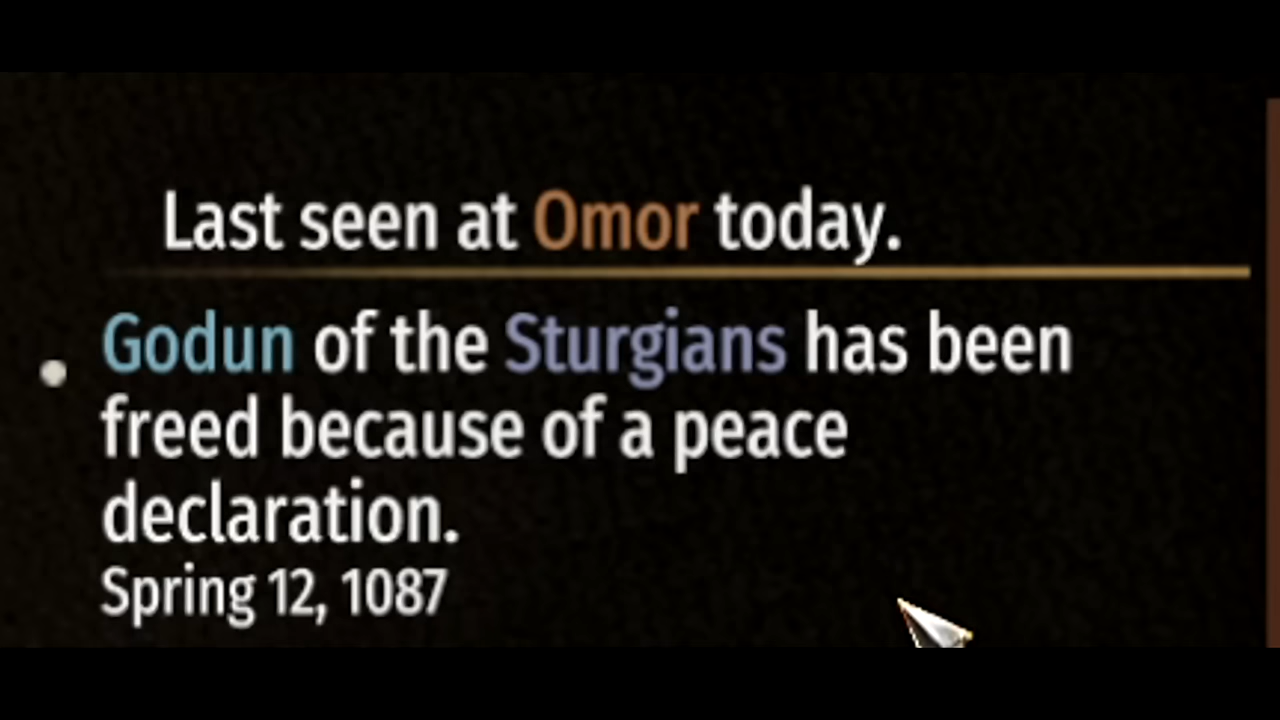 Last seen at Omor today.
Godun of the Sturgians has been
freed because of a peace
declaration.
Spring 12, 1087